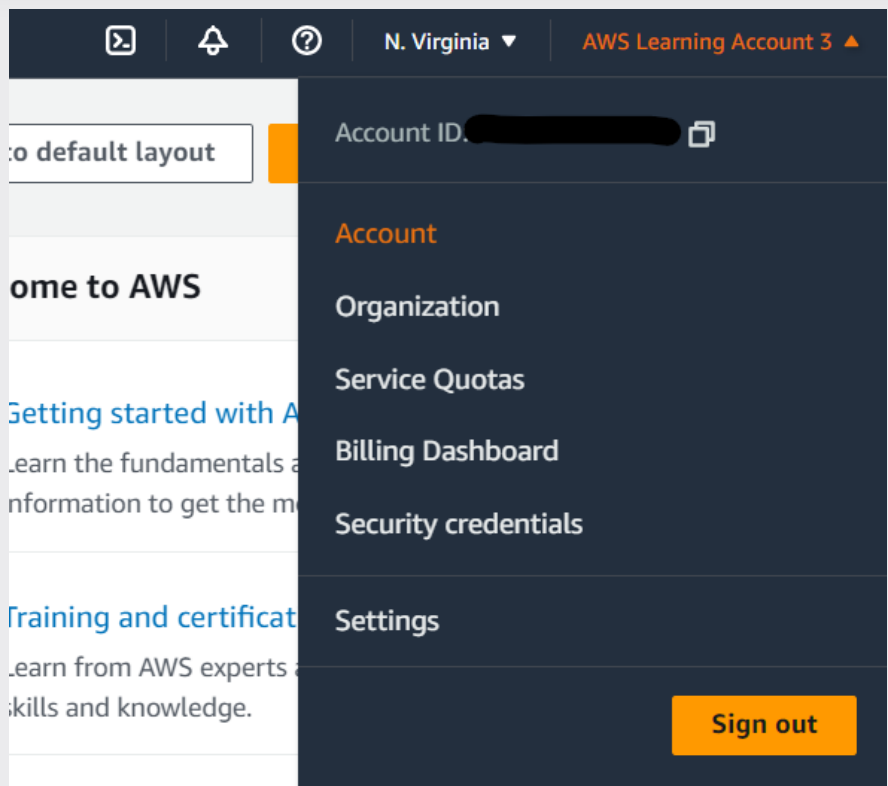 N. Virginia ▼
AWS Learning Account 3 ▲
to default layout
Account ID
ome to AWS
Account
Organization
Service Quotas
Billing Dashboard
Security credentials
Getting started with A
Learn the fundamentals a
nformation to get the m
Training and certificat
Learn from AWS experts a
skills and knowledge.
Settings
Sign out